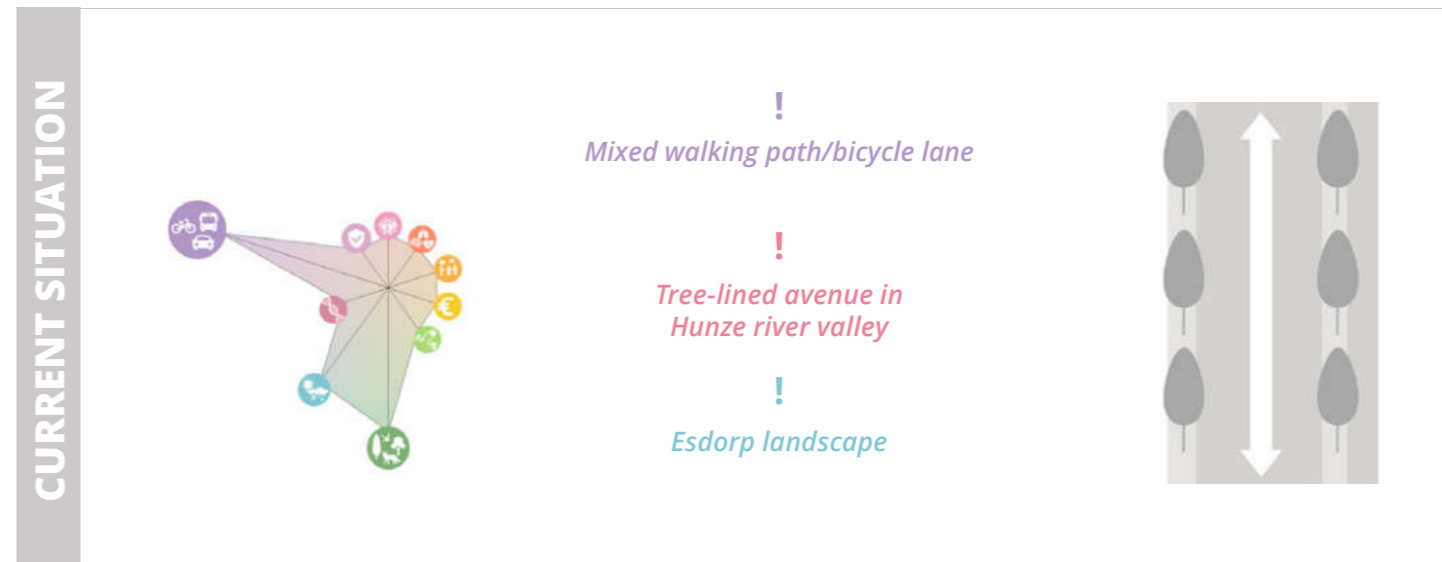 CURRENT SITUATION
!
Mixed walking path/bicycle lane
!
Tree-lined avenue in
Hunze river valley
!
Esdorp landscape
€